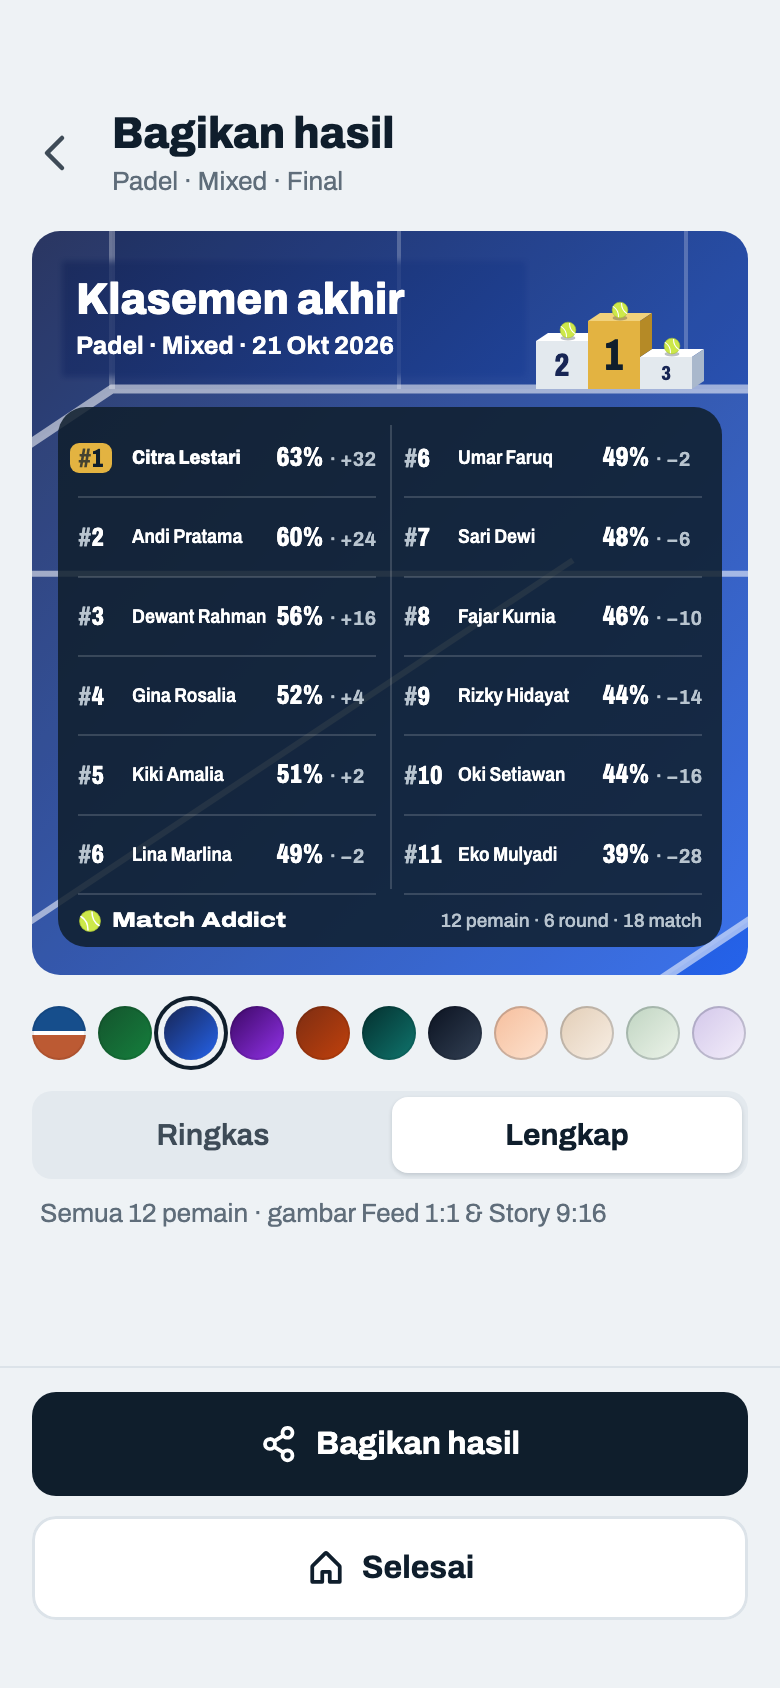 Bagikan hasil
Padel · Mixed · Final
Klasemen akhir
Padel · Mixed · 21 Okt 2026
2 1 3
#1 Citra Lestari 63% · +32
#2 Andi Pratama 60% · +24
#3 Dewant Rahman 56% · +16
#4 Gina Rosalia 52% · +4
#5 Kiki Amalia 51% · +2
#6 Lina Marlina 49% · −2
#6 Umar Faruq 49% · −2
#7 Sari Dewi 48% · −6
#8 Fajar Kurnia 46% · −10
#9 Rizky Hidayat 44% · −14
#10 Oki Setiawan 44% · −16
#11 Eko Mulyadi 39% · −28
Match Addict
12 pemain · 6 round · 18 match
Ringkas
Lengkap
Semua 12 pemain · gambar Feed 1:1 & Story 9:16
Bagikan hasil
Selesai